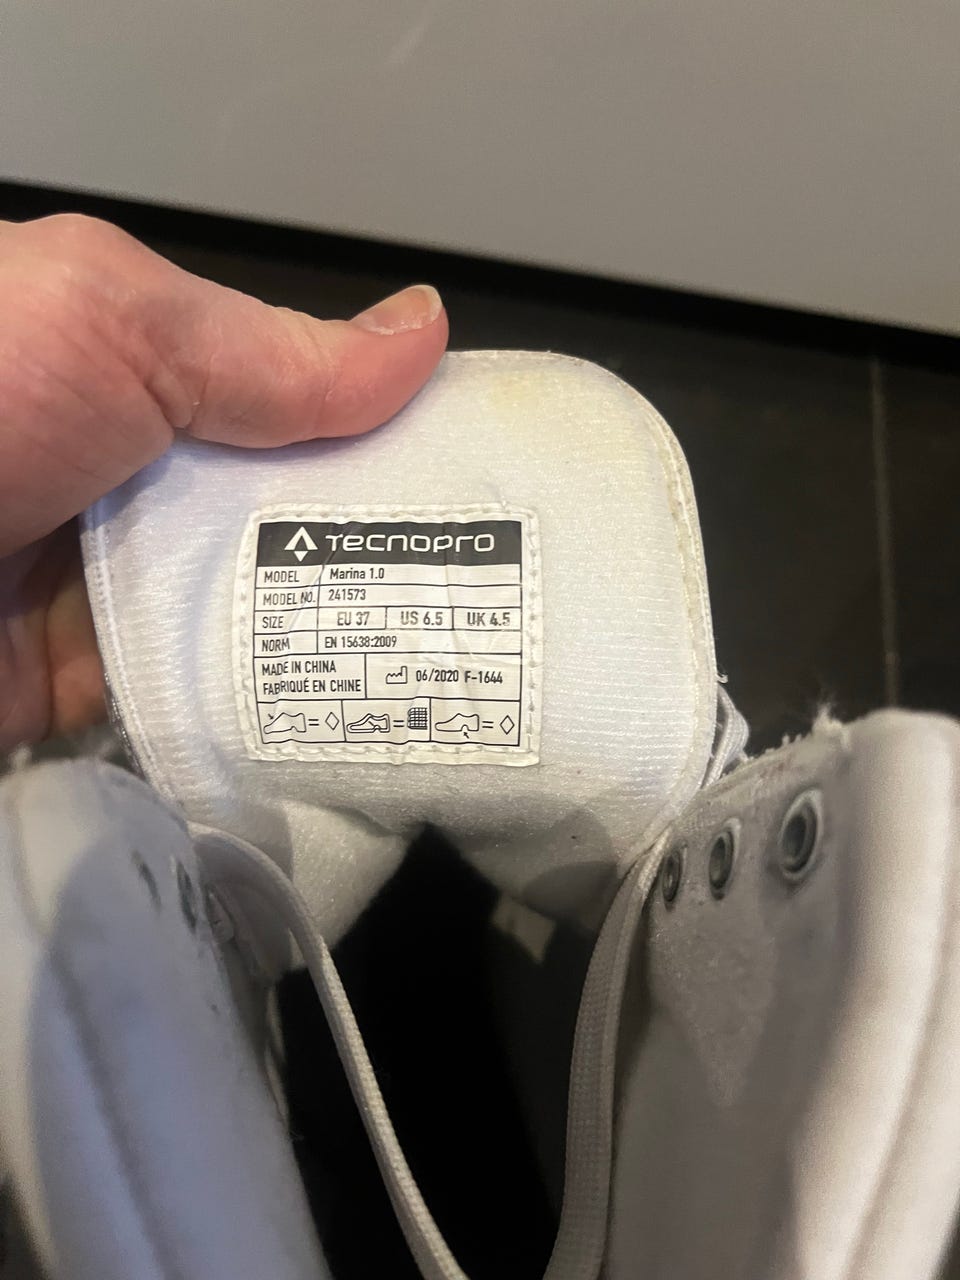 TECNOPRO
MODEL Marina 1.0
MODEL NO. 241573
SIZE EU 37 US 6.5 UK 4.5
NORM EN 15638:2009
MADE IN CHINA
FABRIQUÉ EN CHINE
06/2020 F-1644
= = =